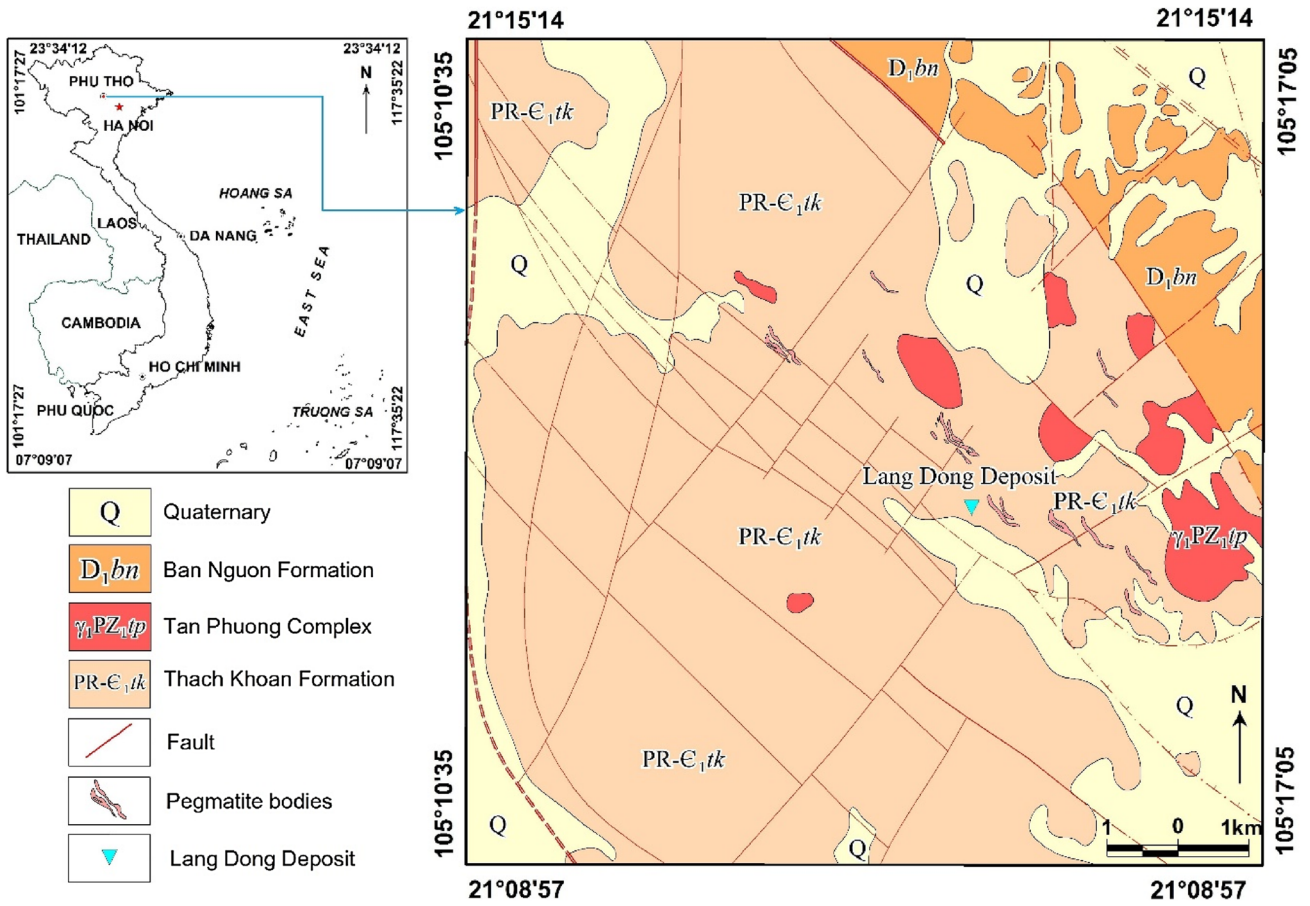 23°34'12
23°34'12
101°17'27
117°35'22
N
PHU THO
HA NOI
HOANG SA
LAOS
THAILAND
DA NANG
EAST SEA
CAMBODIA
HO CHI MINH
PHU QUOC
TRUONG SA
101°17'27
117°35'22
07°09'07
07°09'07
Q Quaternary
D₁bn Ban Nguon Formation
γ₁PZ₁tp Tan Phuong Complex
PR-Є₁tk Thach Khoan Formation
Fault
Pegmatite bodies
Lang Dong Deposit
21°15'14
21°15'14
105°10'35
105°17'05
D₁bn
Q
PR-Є₁tk
PR-Є₁tk
Q
Q
D₁bn
Lang Dong Deposit
PR-Є₁tk
PR-Є₁tk
γ₁PZ₁tp
Q
N
PR-Є₁tk
105°10'35
105°17'05
Q
Q
1 0 1km
21°08'57
21°08'57